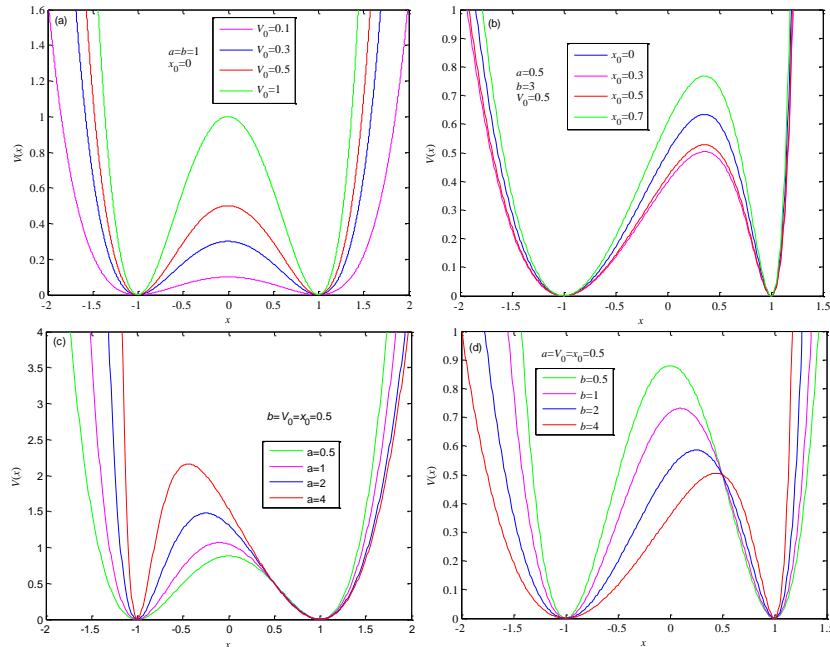 (a)
a=b=1
x₀=0
V₀=0.1
V₀=0.3
V₀=0.5
V₀=1
V(x)
1.6
1.4
1.2
1
0.8
0.6
0.4
0.2
0
-2 -1.5 -1 -0.5 0 0.5 1 1.5 2
x
(b)
a=0.5
b=3
V₀=0.5
x₀=0
x₀=0.3
x₀=0.5
x₀=0.7
V(x)
1
0.9
0.8
0.7
0.6
0.5
0.4
0.3
0.2
0.1
0
-2 -1.5 -1 -0.5 0 0.5 1 1.5
x
(c)
b=V₀=x₀=0.5
a=0.5
a=1
a=2
a=4
V(x)
4
3.5
3
2.5
2
1.5
1
0.5
0
-2 -1.5 -1 -0.5 0 0.5 1 1.5 2
x
(d)
a=V₀=x₀=0.5
b=0.5
b=1
b=2
b=4
V(x)
1
0.9
0.8
0.7
0.6
0.5
0.4
0.3
0.2
0.1
0
-2 -1.5 -1 -0.5 0 0.5 1 1.5
x